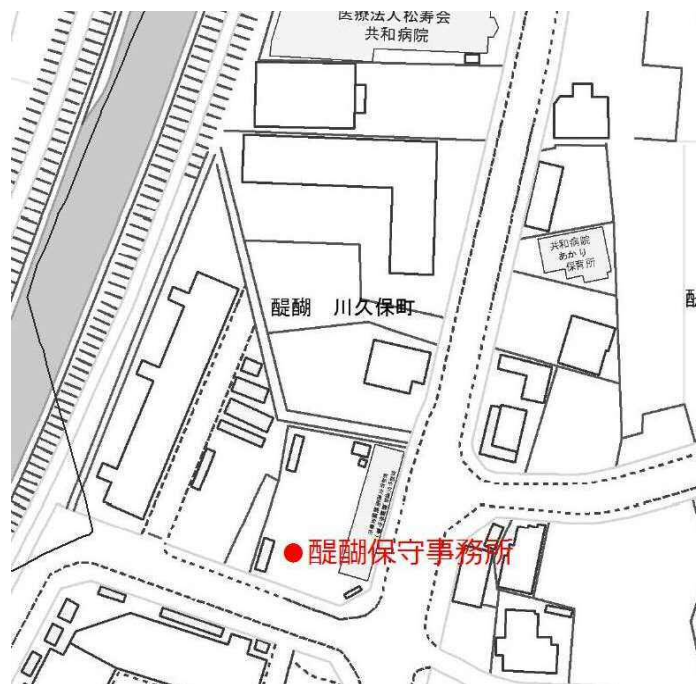 医療法人松寿会
共和病院
共和病院
あかり
保育所
醍醐 川久保町
醍
醍醐保守事務所